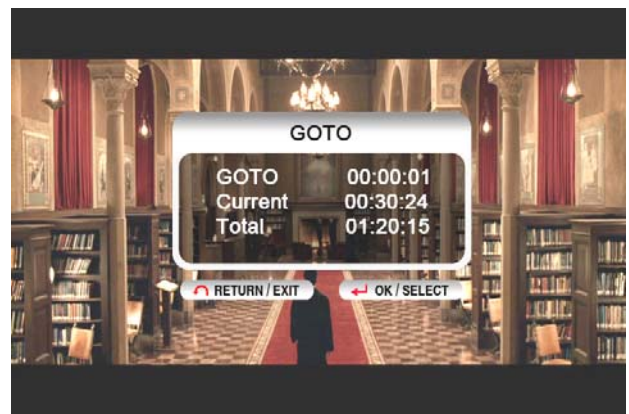 GOTO
GOTO 00:00:01
Current 00:30:24
Total 01:20:15
RETURN / EXIT OK / SELECT